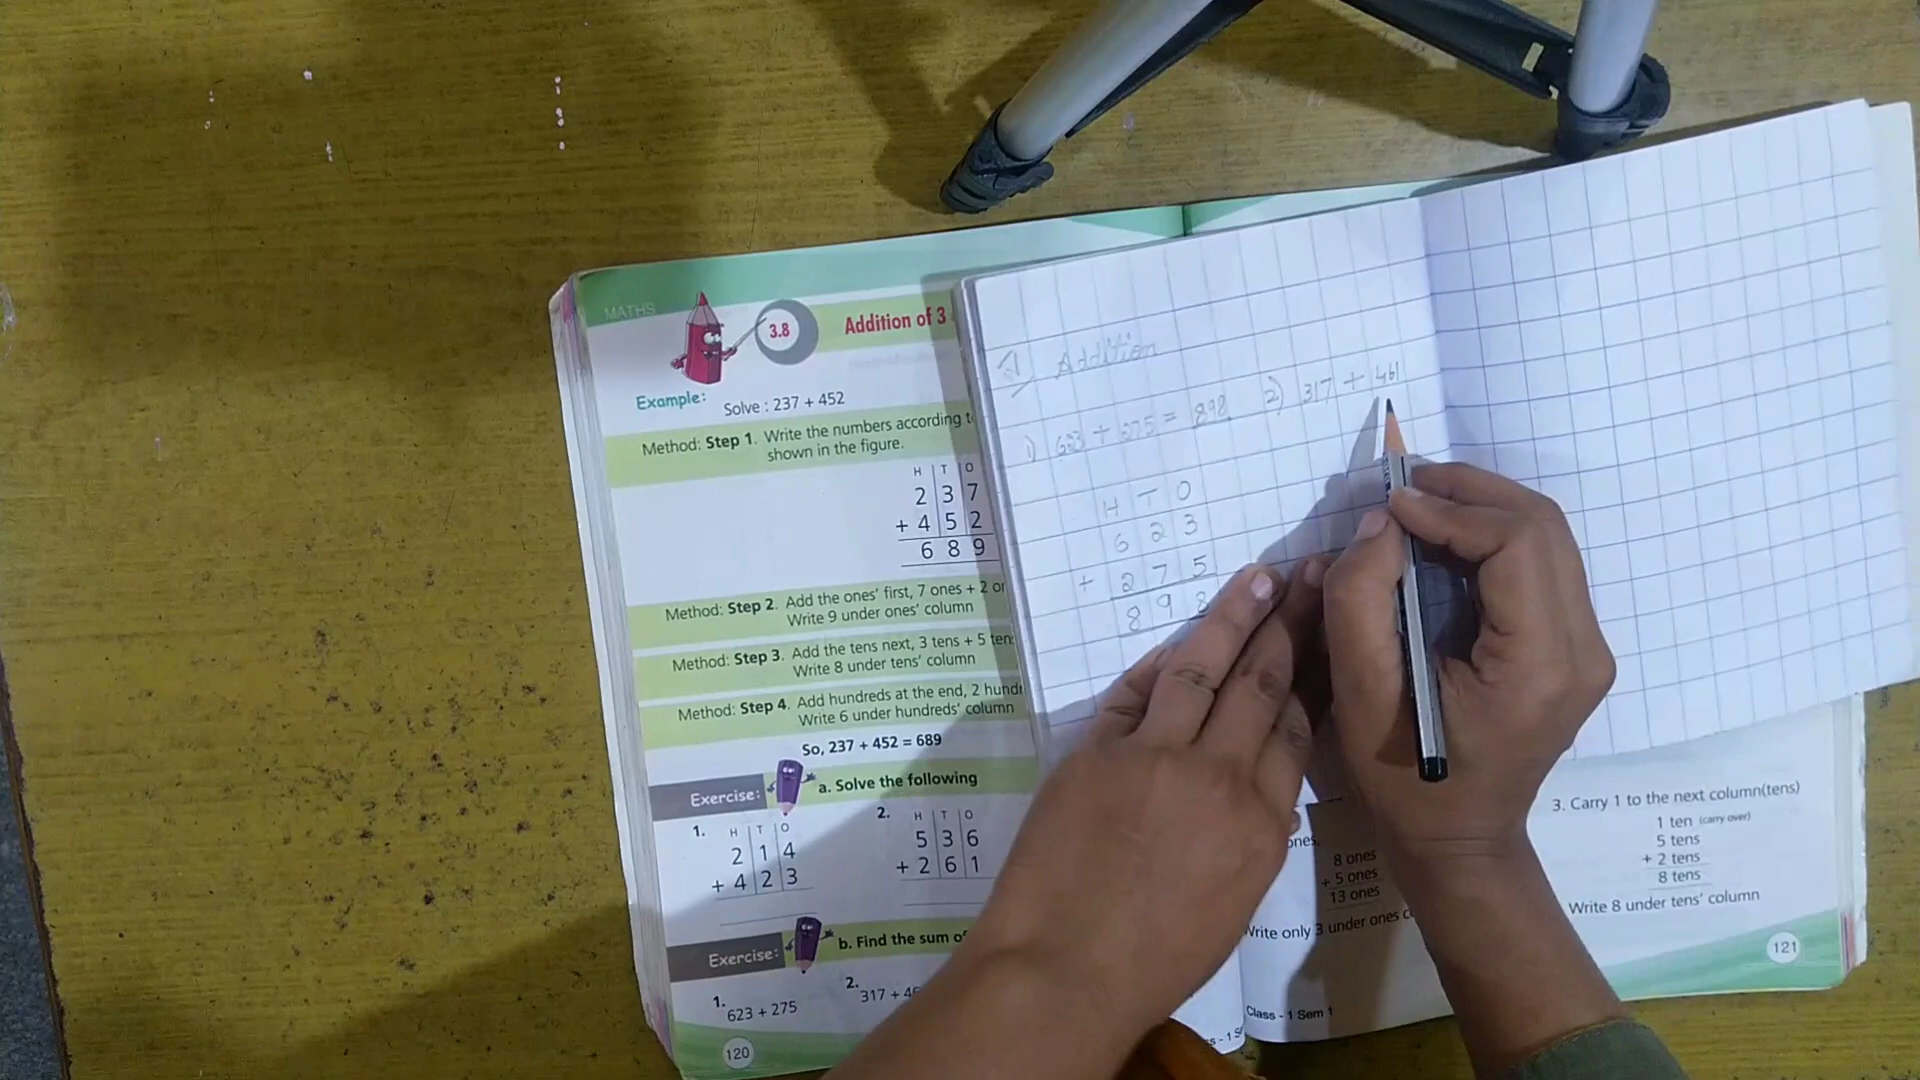 MATHS
3.8
Addition of 3
Example:
Solve : 237 + 452
Method: Step 1. Write the numbers according
shown in the figure.
H T O
2 3 7
+ 4 5 2
6 8 9
Method: Step 2. Add the ones' first, 7 ones + 2
Write 9 under ones' column
Method: Step 3. Add the tens next, 3 tens + 5
Write 8 under tens' column
Method: Step 4. Add hundreds at the end, 2
Write 6 under hundreds' column
So, 237 + 452 = 689
Exercise:
a. Solve the following
1.
H T O
2 1 4
+ 4 2 3
2.
H T O
5 3 6
+ 2 6 1
Exercise:
b. Find the sum
1.
623 + 275
2.
317 +
120
Addition
1) 623 + 275 = 898
H T O
6 2 3
+ 2 7 5
8 9 8
2) 317 + 461
8 ones
+ 5 ones
13 ones
Write only 3 under ones
Class - 1 Sem 1
3. Carry 1 to the next column(tens)
1 ten (carry over)
5 tens
+ 2 tens
8 tens
Write 8 under tens' column
121